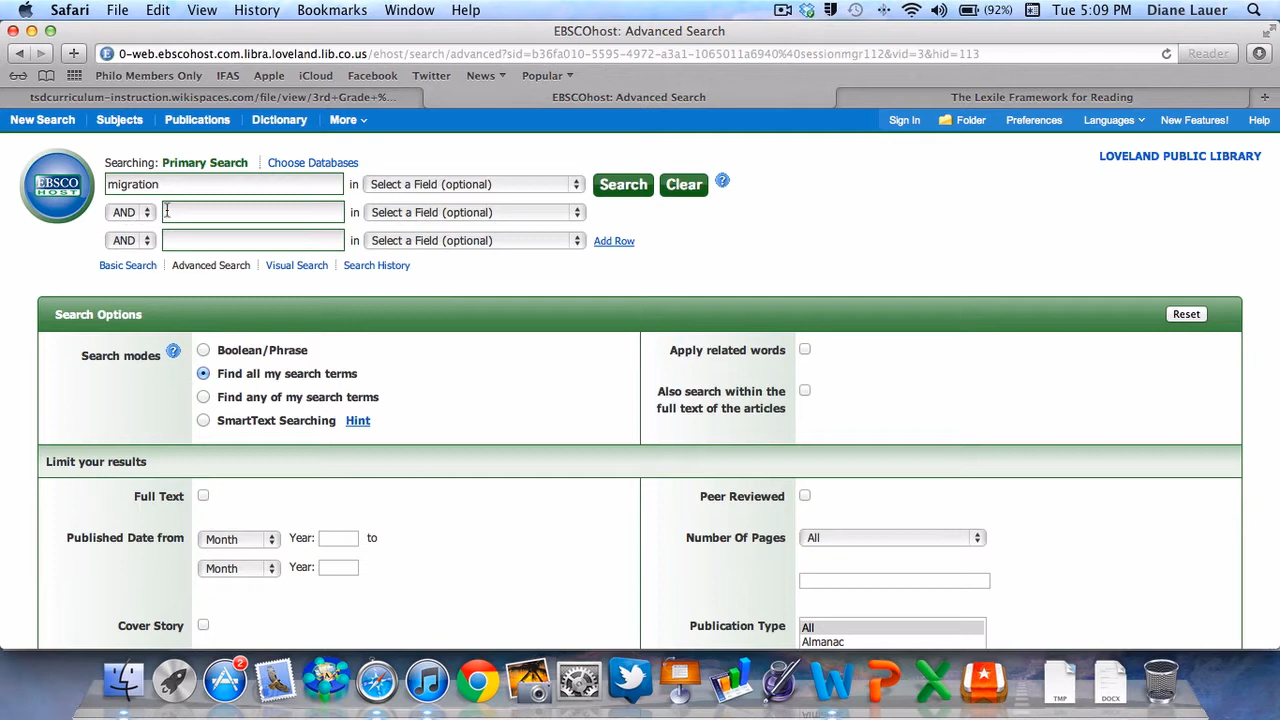 Safari File Edit View History Bookmarks Window Help (92%) Tue 5:09 PM Diane Lauer
EBSCOhost: Advanced Search
0-web.ebscohost.com.libra.loveland.lib.co.us/ehost/search/advanced?sid=b36fa010-5595-4972-a3a1-1065011a6940%40sessionmgr112&vid=3&hid=113 Reader
Philo Members Only IFAS Apple iCloud Facebook Twitter News Popular
tsdcurriculum-instruction.wikispaces.com/file/view/3rd+Grade+%... EBSCOhost: Advanced Search The Lexile Framework for Reading
New Search Subjects Publications Dictionary More Sign In Folder Preferences Languages New Features! Help
Searching: Primary Search Choose Databases LOVELAND PUBLIC LIBRARY
EBSCO HOST
migration in Select a Field (optional) Search Clear ?
AND in Select a Field (optional)
AND in Select a Field (optional) Add Row
Basic Search Advanced Search Visual Search Search History
Search Options Reset
Search modes ? Boolean/Phrase Apply related words
Find all my search terms
Find any of my search terms Also search within the full text of the articles
SmartText Searching Hint
Limit your results
Full Text Peer Reviewed
Published Date from Month Year: to Number Of Pages All
Month Year:
Cover Story Publication Type All
Almanac
2 TMP DOCX